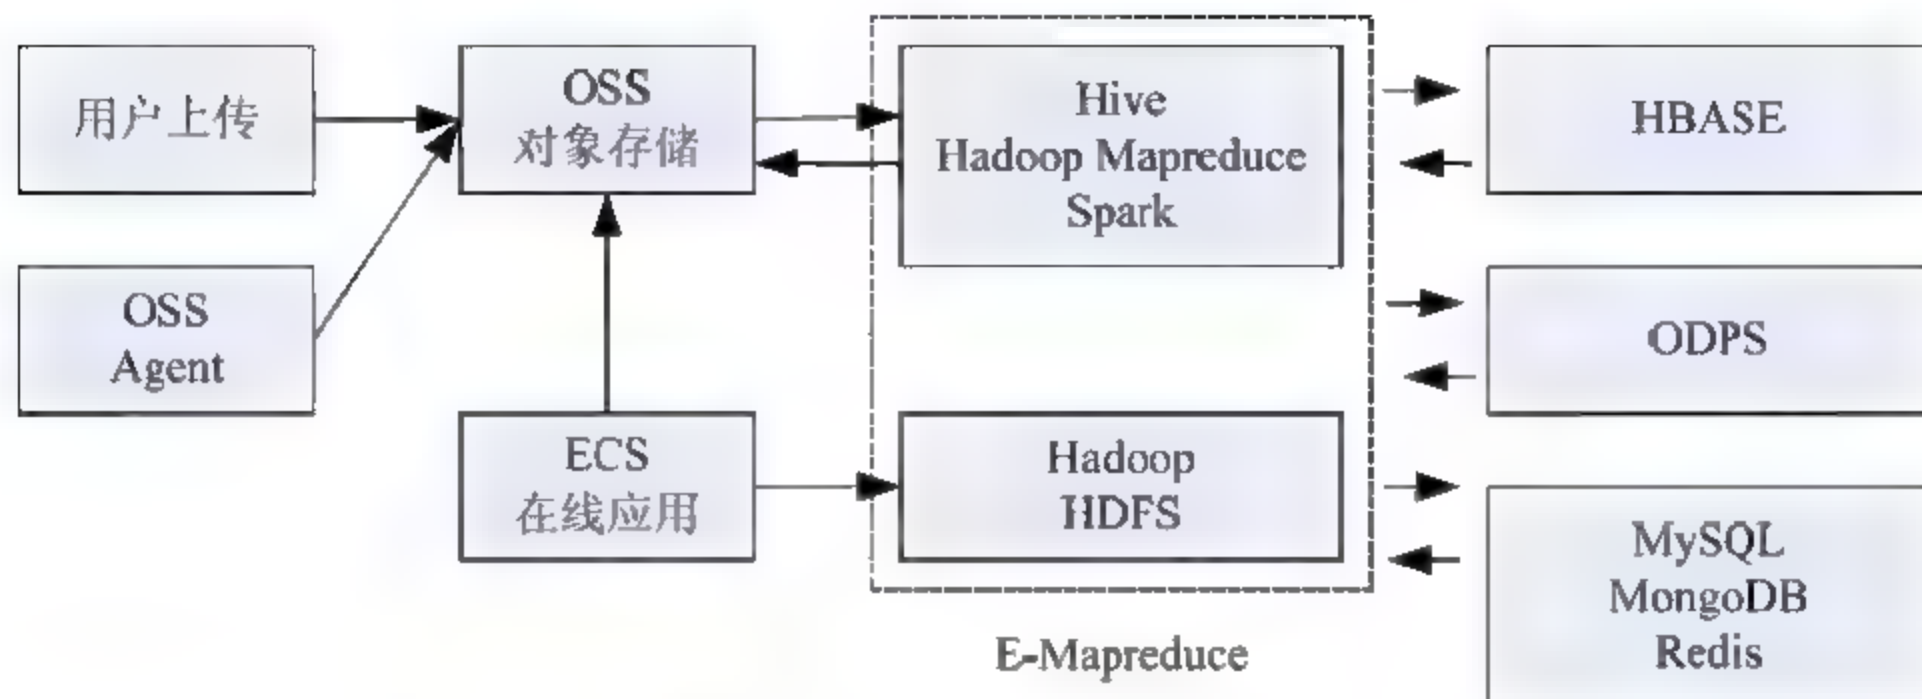 用户上传
OSS
对象存储
Hive
Hadoop Mapreduce
Spark
HBASE
OSS
Agent
ODPS
ECS
在线应用
Hadoop
HDFS
MySQL
MongoDB
Redis
E-Mapreduce